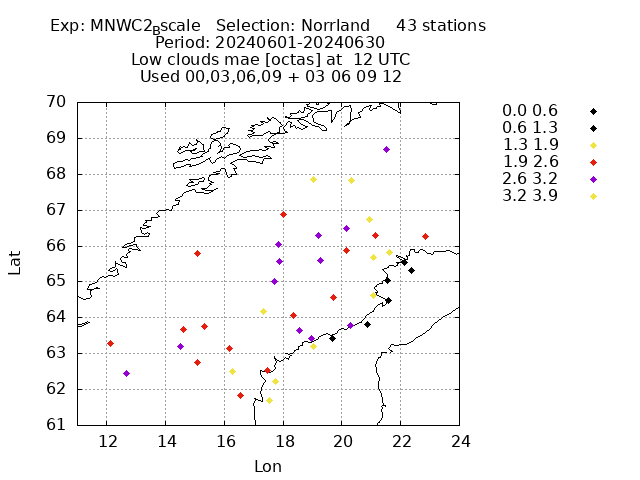 Exp: MNWC2_Bscale   Selection: Norrland     43 stations
Period: 20240601-20240630
Low clouds mae [octas] at  12 UTC
Used 00,03,06,09 + 03 06 09 12
70
69
68
67
66
65
64
63
62
61
12 14 16 18 20 22 24
Lat
Lon
0.0 0.6
0.6 1.3
1.3 1.9
1.9 2.6
2.6 3.2
3.2 3.9